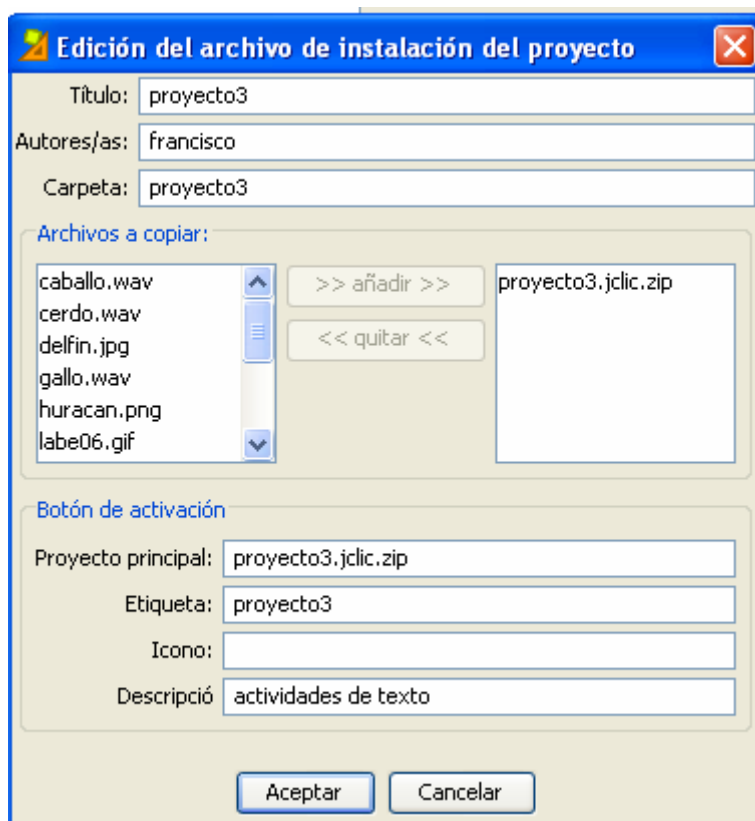 Edición del archivo de instalación del proyecto
Título: proyecto3
Autores/as: francisco
Carpeta: proyecto3
Archivos a copiar:
caballo.wav >> añadir >> proyecto3.jclic.zip
cerdo.wav
delfin.jpg << quitar <<
gallo.wav
huracan.png
labe06.gif
Botón de activación
Proyecto principal: proyecto3.jclic.zip
Etiqueta: proyecto3
Icono:
Descripció actividades de texto
Aceptar Cancelar